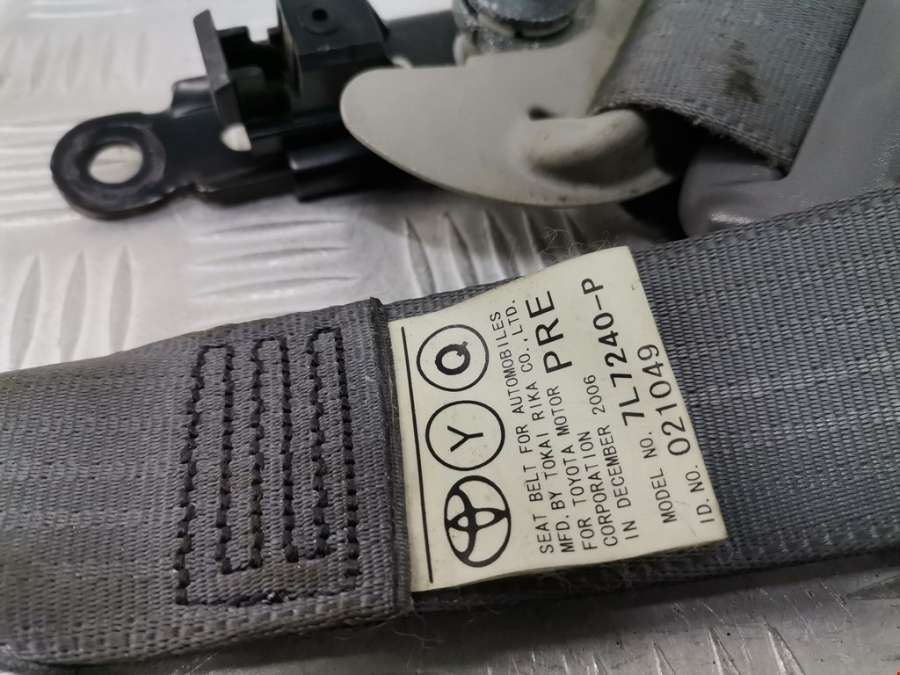 Y Q
SEAT BELT FOR AUTOMOBILES
MFD. BY TOKAI RIKA CO.,LTD.
FOR TOYOTA MOTOR PRE
CORPORATION
IN DECEMBER 2006
MODEL NO. 7L7240-P
ID. NO. 021049